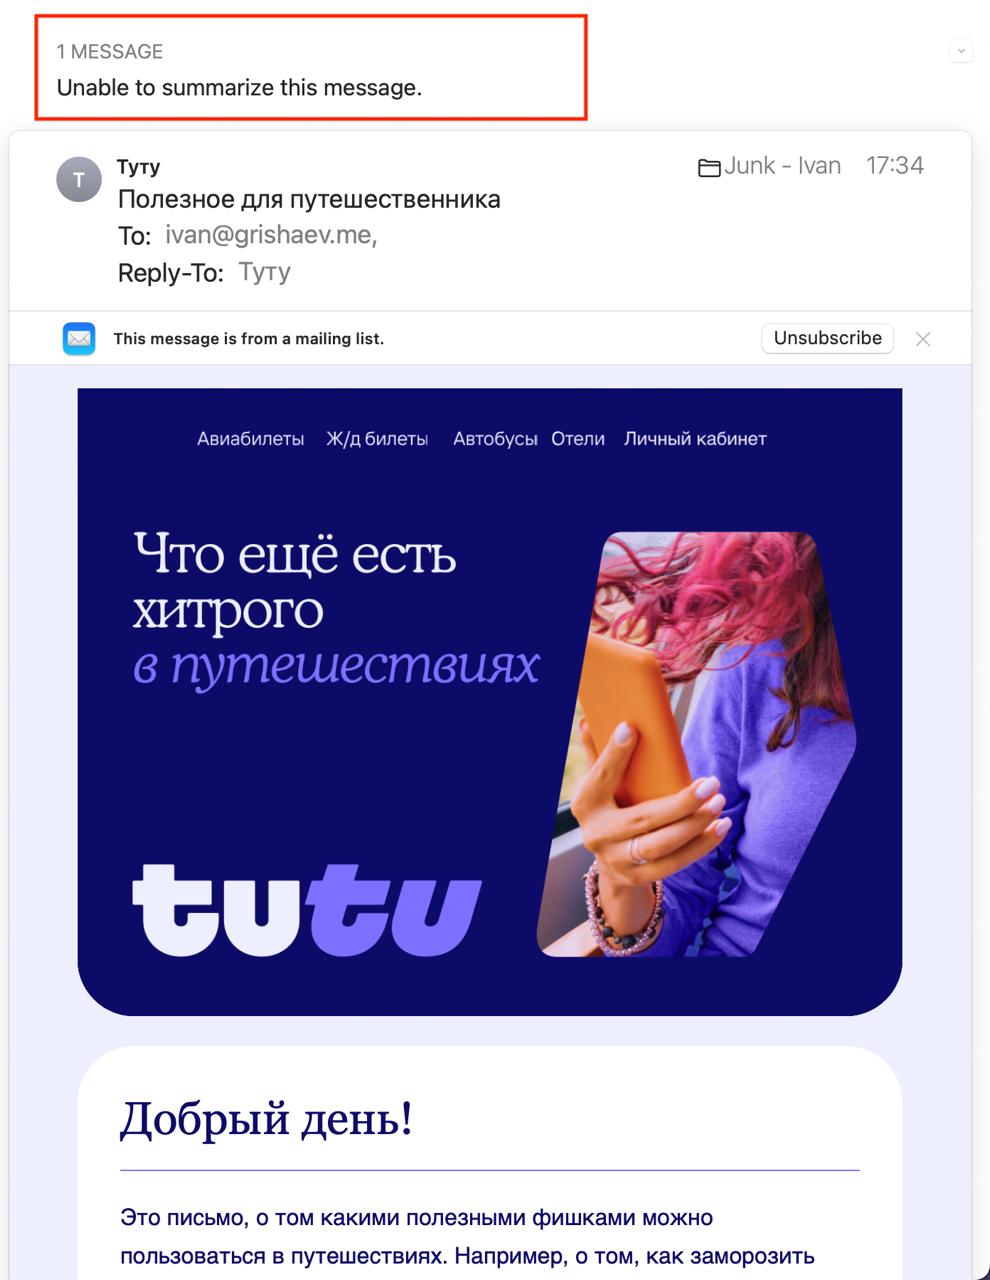 1 MESSAGE
Unable to summarize this message.
T
Туту
Junk - Ivan 17:34
Полезное для путешественника
To: ivan@grishaev.me,
Reply-To: Туту
This message is from a mailing list.
Unsubscribe
Авиабилеты Ж/д билеты Автобусы Отели Личный кабинет
Что ещё есть
хитрого
в путешествиях
tutu
Добрый день!
Это письмо, о том какими полезными фишками можно
пользоваться в путешествиях. Например, о том, как заморозить